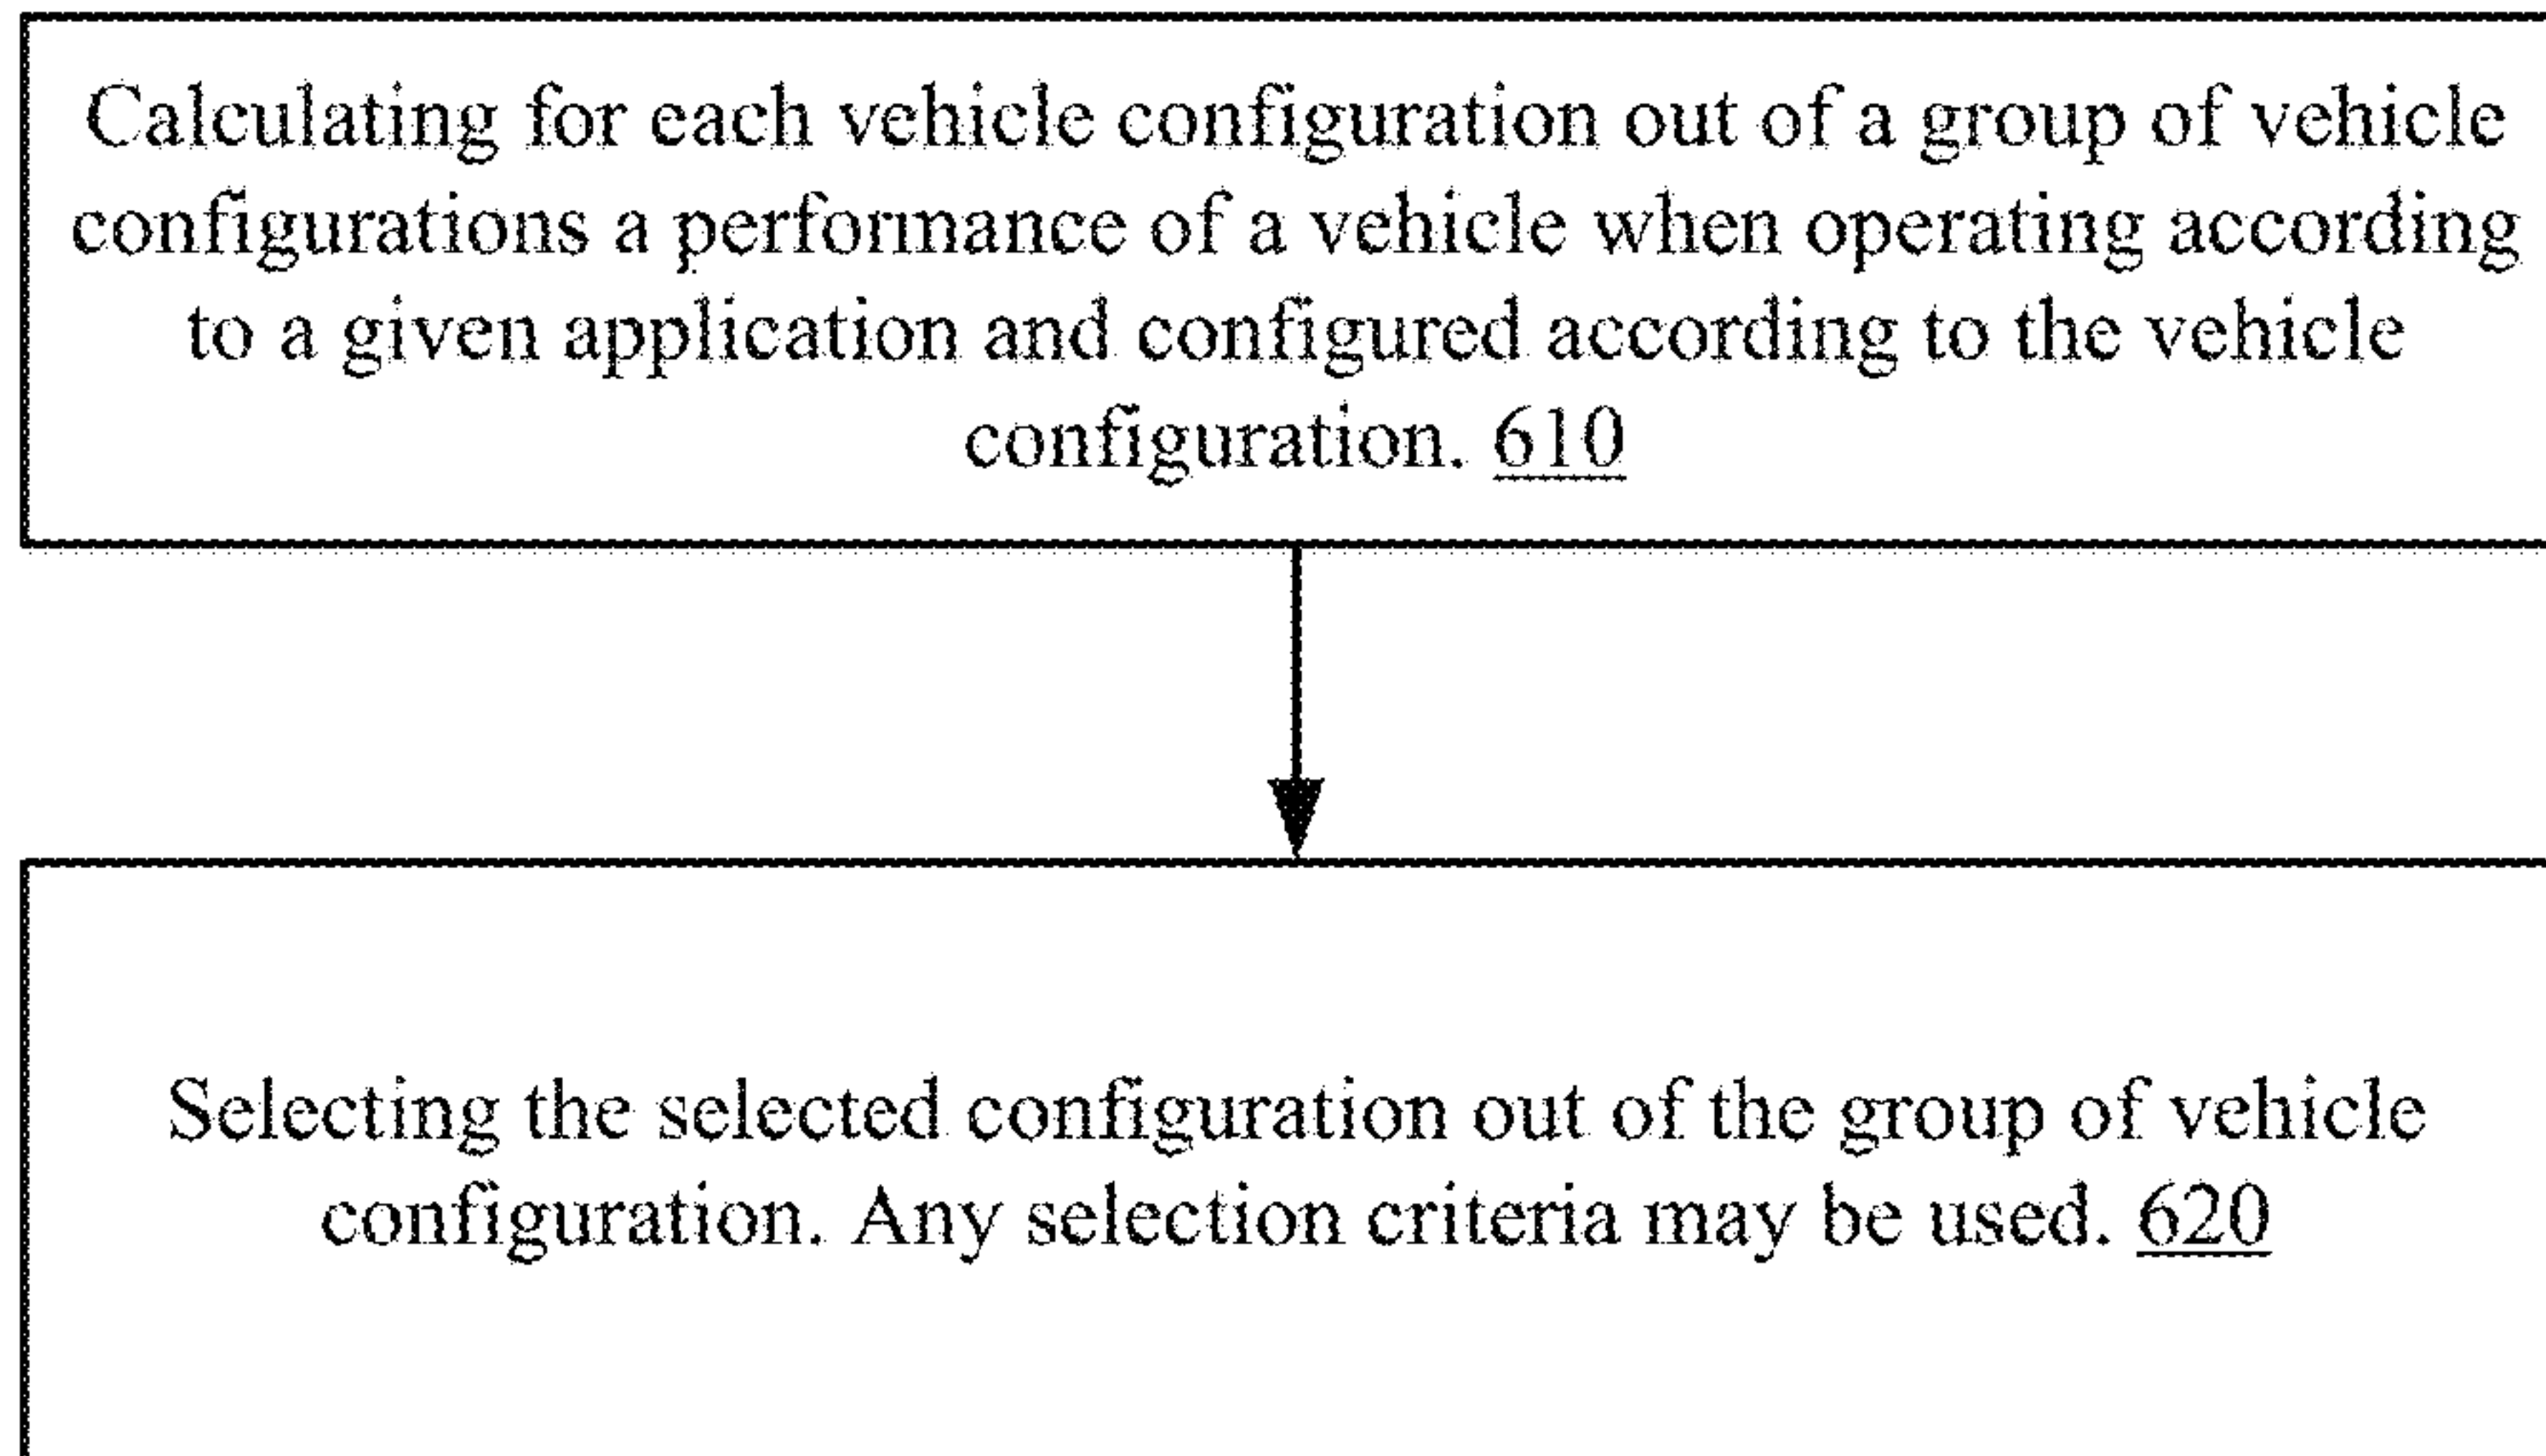 Calculating for each vehicle configuration out of a group of vehicle
configurations a performance of a vehicle when operating according
to a given application and configured according to the vehicle
configuration. 610
Selecting the selected configuration out of the group of vehicle
configuration. Any selection criteria may be used. 620